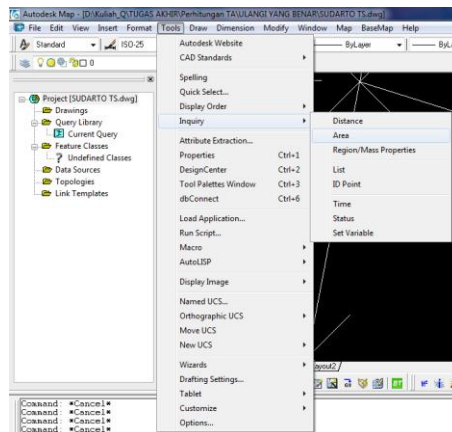 Autodesk Map - [D:\Kuliah_Q\TUGAS AKHIR\Perhitungan TA\ULANGI YANG BENAR\SUDARTO TS.dwg]
File Edit View Insert Format Tools Draw Dimension Modify Window Map BaseMap Help
Standard ISO-25 ByLayer ByL
0
Project [SUDARTO TS.dwg]
Drawings
Query Library
Current Query
Feature Classes
Undefined Classes
Data Sources
Topologies
Link Templates
Autodesk Website
CAD Standards
Spelling
Quick Select...
Display Order
Inquiry
Attribute Extraction...
Properties Ctrl+1
DesignCenter Ctrl+2
Tool Palettes Window Ctrl+3
dbConnect Ctrl+6
Load Application...
Run Script...
Macro
AutoLISP
Display Image
Named UCS...
Orthographic UCS
Move UCS
New UCS
Wizards
Drafting Settings...
Tablet
Customize
Options...
Distance
Area
Region/Mass Properties
List
ID Point
Time
Status
Set Variable
ayout2
Command: *Cancel*
Command: *Cancel*
Command: *Cancel*
Command: *Cancel*